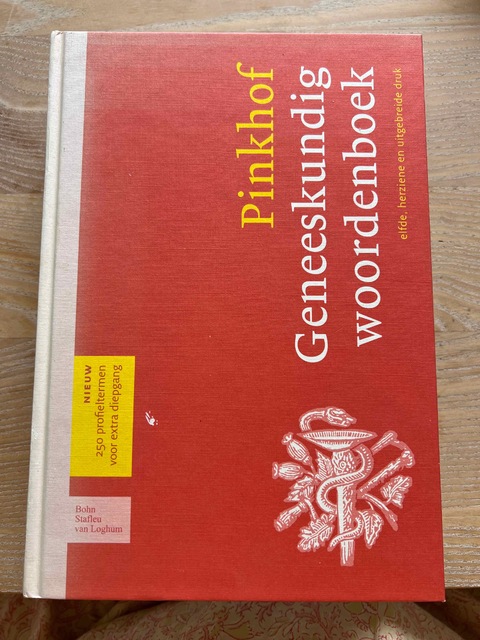 Pinkhof
Geneeskundig
woordenboek
elfde, herziene en uitgebreide druk
NIEUW
250 profieltermen
voor extra diepgang
Bohn
Stafleu
van Loghum